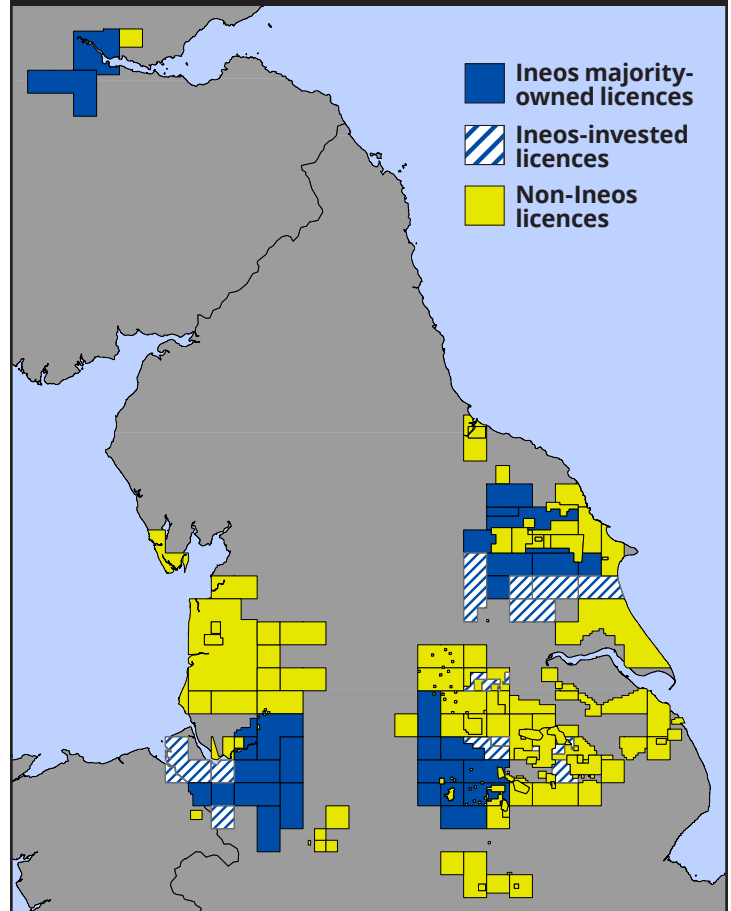 Ineos majority-
owned licences
Ineos-invested
licences
Non-Ineos
licences